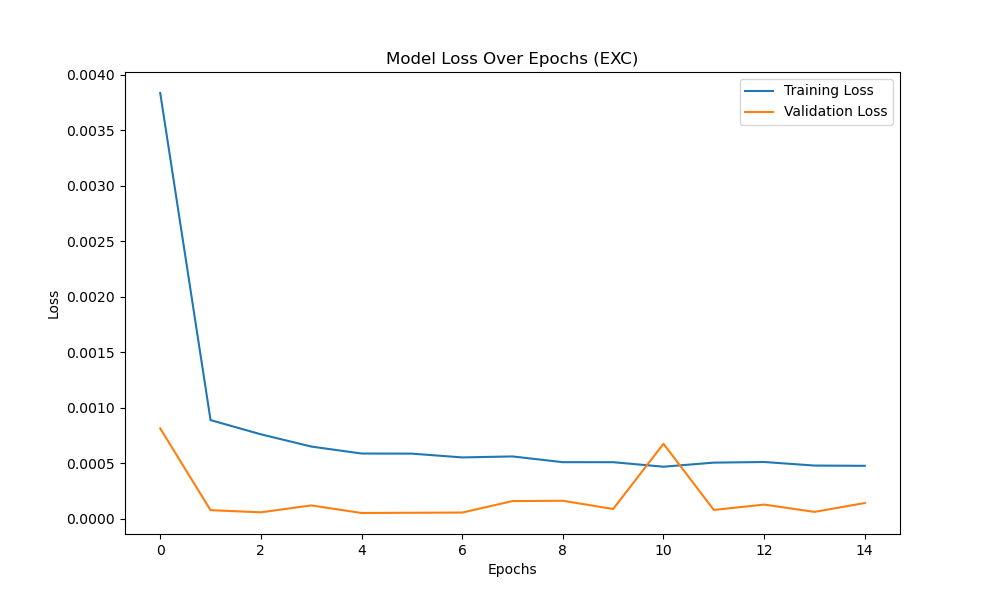 Model Loss Over Epochs (EXC)
Training Loss
Validation Loss
0.0040
0.0035
0.0030
0.0025
0.0020
0.0015
0.0010
0.0005
0.0000
Loss
0 2 4 6 8 10 12 14
Epochs